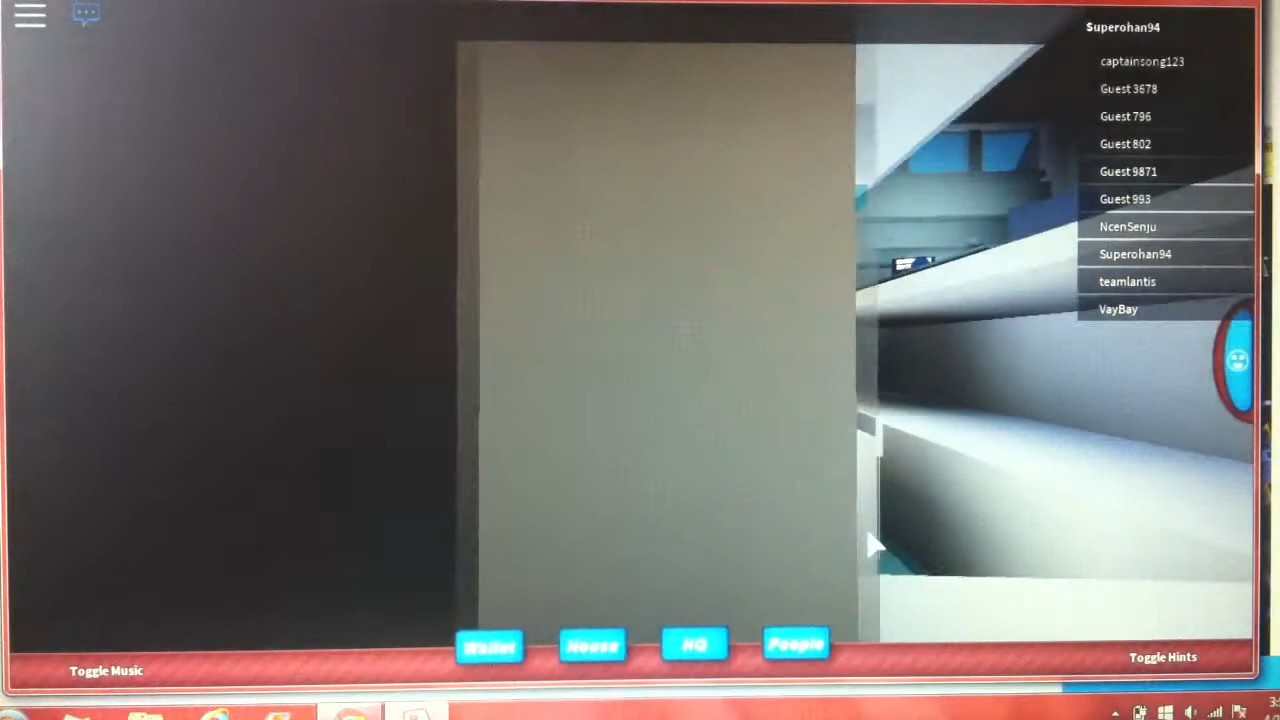 Superohan94
captainsong123
Guest 3678
Guest 796
Guest 802
Guest 9871
Guest 993
NcenSenju
Superohan94
teamlantis
VayBay
Wallet
House
HQ
People
Toggle Music
Toggle Hints